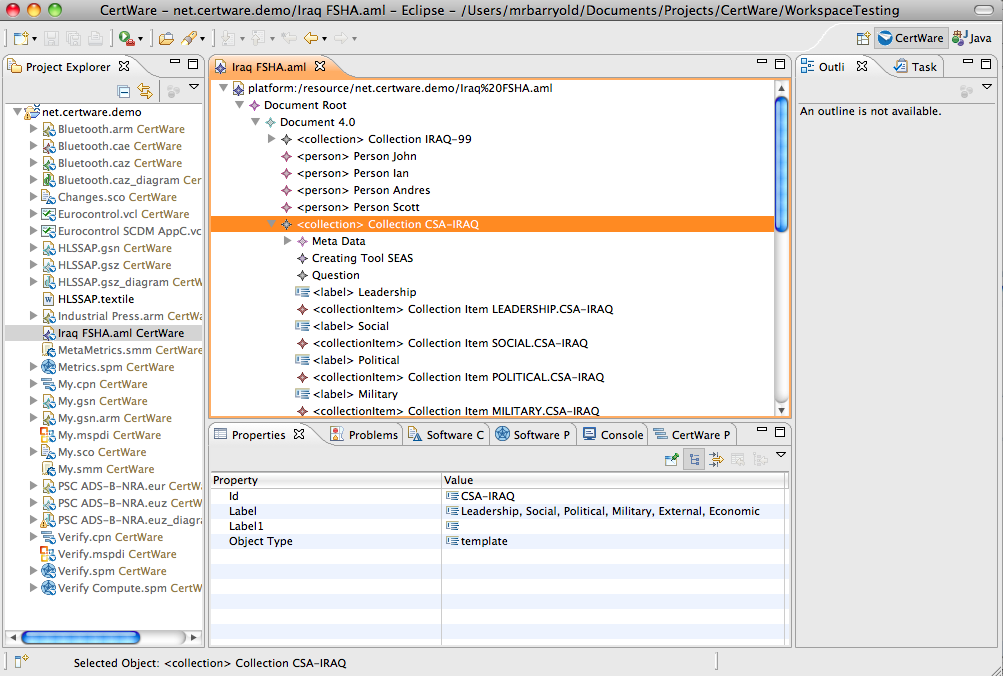 CertWare - net.certware.demo/Iraq FSHA.aml - Eclipse - /Users/mrbarryold/Documents/Projects/CertWare/WorkspaceTesting
CertWare Java
Project Explorer
net.certware.demo
Bluetooth.arm CertWare
Bluetooth.cae CertWare
Bluetooth.caz CertWare
Bluetooth.caz_diagram Cer
Changes.sco CertWare
Eurocontrol.vcl CertWare
Eurocontrol SCDM AppC.vc
HLSSAP.gsn CertWare
HLSSAP.gsz CertWare
HLSSAP.gsz_diagram CertW
HLSSAP.textile
Industrial Press.arm CertWa
Iraq FSHA.aml CertWare
MetaMetrics.smm CertWare
Metrics.spm CertWare
My.cpn CertWare
My.gsn CertWare
My.gsn.arm CertWare
My.mspdi CertWare
My.sco CertWare
My.smm CertWare
PSC ADS-B-NRA.eur CertW
PSC ADS-B-NRA.euz CertW
PSC ADS-B-NRA.euz_diagra
Verify.cpn CertWare
Verify.mspdi CertWare
Verify.spm CertWare
Verify Compute.spm CertW
Iraq FSHA.aml
platform:/resource/net.certware.demo/Iraq%20FSHA.aml
Document Root
Document 4.0
<collection> Collection IRAQ-99
<person> Person John
<person> Person Ian
<person> Person Andres
<person> Person Scott
<collection> Collection CSA-IRAQ
Meta Data
Creating Tool SEAS
Question
<label> Leadership
<collectionItem> Collection Item LEADERSHIP.CSA-IRAQ
<label> Social
<collectionItem> Collection Item SOCIAL.CSA-IRAQ
<label> Political
<collectionItem> Collection Item POLITICAL.CSA-IRAQ
<label> Military
<collectionItem> Collection Item MILITARY.CSA-IRAQ
Outli Task
An outline is not available.
Properties Problems Software C Software P Console CertWare P
Property Value
Id CSA-IRAQ
Label Leadership, Social, Political, Military, External, Economic
Label1
Object Type template
Selected Object: <collection> Collection CSA-IRAQ